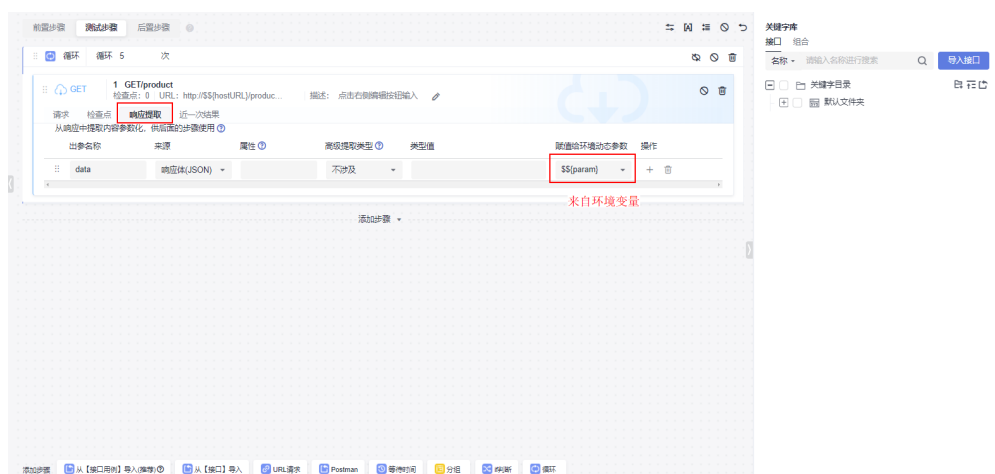 前置步骤 测试步骤 后置步骤
循环 循环 5 次
GET 1 GET/product
检查点: 0 URL: http://$${hostURL}/produc... 描述: 点击右侧编辑按钮输入
请求 检查点 响应提取 近一次结果
从响应中提取内容参数化，供后面的步骤使用
出参名称 来源 属性 高级提取类型 类型值 赋值给环境动态参数 操作
data 响应体(JSON) 不涉及 $${param}
来自环境变量
添加步骤
添加步骤 从【接口用例】导入(推荐) 从【接口】导入 URL请求 Postman 等待时间 分组 if判断 循环
关键字库
接口 组合
名称 请输入名称进行搜索 导入接口
关键字目录
默认文件夹